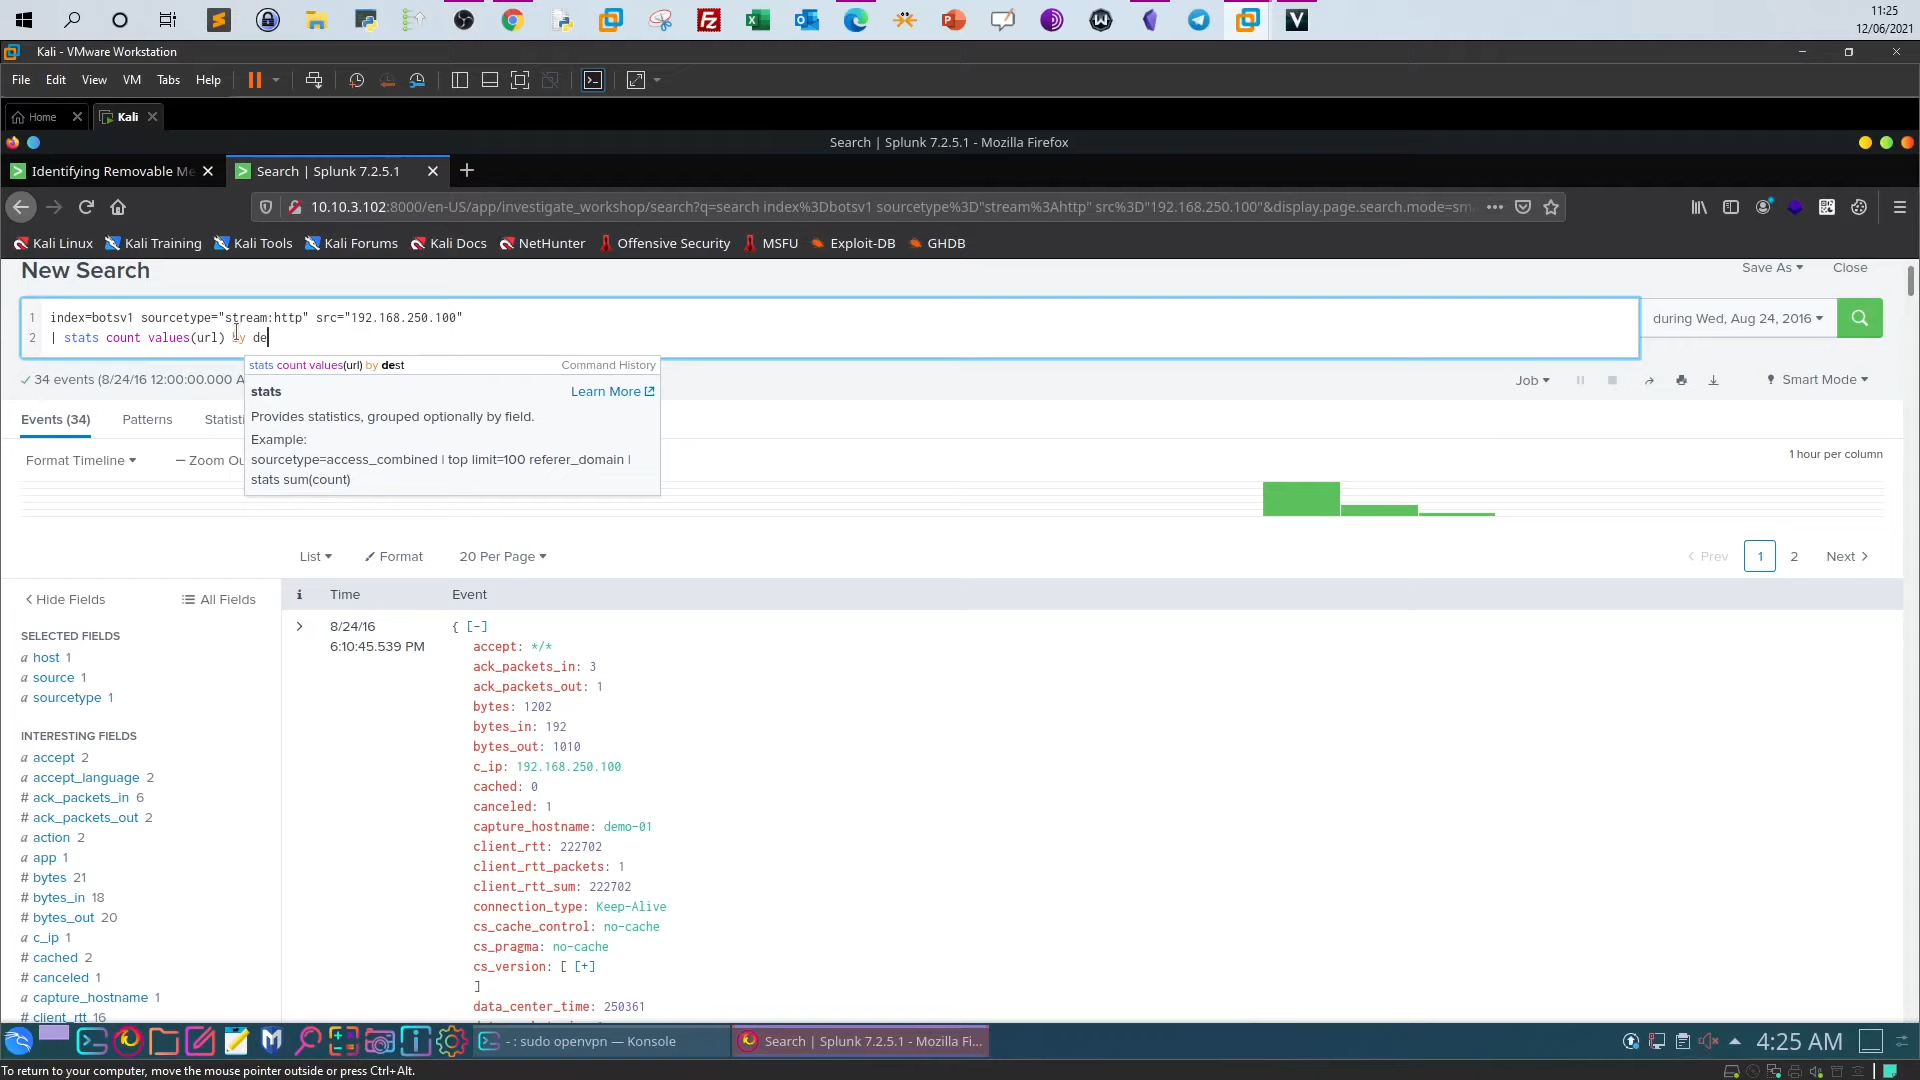 11:25
12/06/2021
Kali - VMware Workstation
File Edit View VM Tabs Help
Home
Kali
Search | Splunk 7.2.5.1 - Mozilla Firefox
Identifying Removable Me
Search | Splunk 7.2.5.1
10.10.3.102:8000/en-US/app/investigate_workshop/search?q=search index%3Dbotsv1 sourcetype%3D"stream%3Ahttp" src%3D"192.168.250.100"&display.page.search.mode=sm
Kali Linux Kali Training Kali Tools Kali Forums Kali Docs NetHunter Offensive Security MSFU Exploit-DB GHDB
New Search
Save As Close
1 index=botsv1 sourcetype="stream:http" src="192.168.250.100"
2 | stats count values(url) by de
during Wed, Aug 24, 2016
stats count values(url) by dest Command History
stats Learn More
Provides statistics, grouped optionally by field.
Example:
sourcetype=access_combined | top limit=100 referer_domain |
stats sum(count)
34 events (8/24/16 12:00:00.000 A
Job Smart Mode
Events (34) Patterns Statisti
Format Timeline — Zoom Ou
1 hour per column
List Format 20 Per Page
< Prev 1 2 Next >
< Hide Fields All Fields
i Time Event
SELECTED FIELDS
a host 1
a source 1
a sourcetype 1
INTERESTING FIELDS
a accept 2
a accept_language 2
# ack_packets_in 6
# ack_packets_out 2
a action 2
a app 1
# bytes 21
# bytes_in 18
# bytes_out 20
a c_ip 1
# cached 2
# canceled 1
a capture_hostname 1
# client_rtt 16
> 8/24/16
6:10:45.539 PM
{ [-]
accept: */*
ack_packets_in: 3
ack_packets_out: 1
bytes: 1202
bytes_in: 192
bytes_out: 1010
c_ip: 192.168.250.100
cached: 0
canceled: 1
capture_hostname: demo-01
client_rtt: 222702
client_rtt_packets: 1
client_rtt_sum: 222702
connection_type: Keep-Alive
cs_cache_control: no-cache
cs_pragma: no-cache
cs_version: [ [+]
]
data_center_time: 250361
- : sudo openvpn — Konsole
Search | Splunk 7.2.5.1 - Mozilla Fi...
4:25 AM
To return to your computer, move the mouse pointer outside or press Ctrl+Alt.